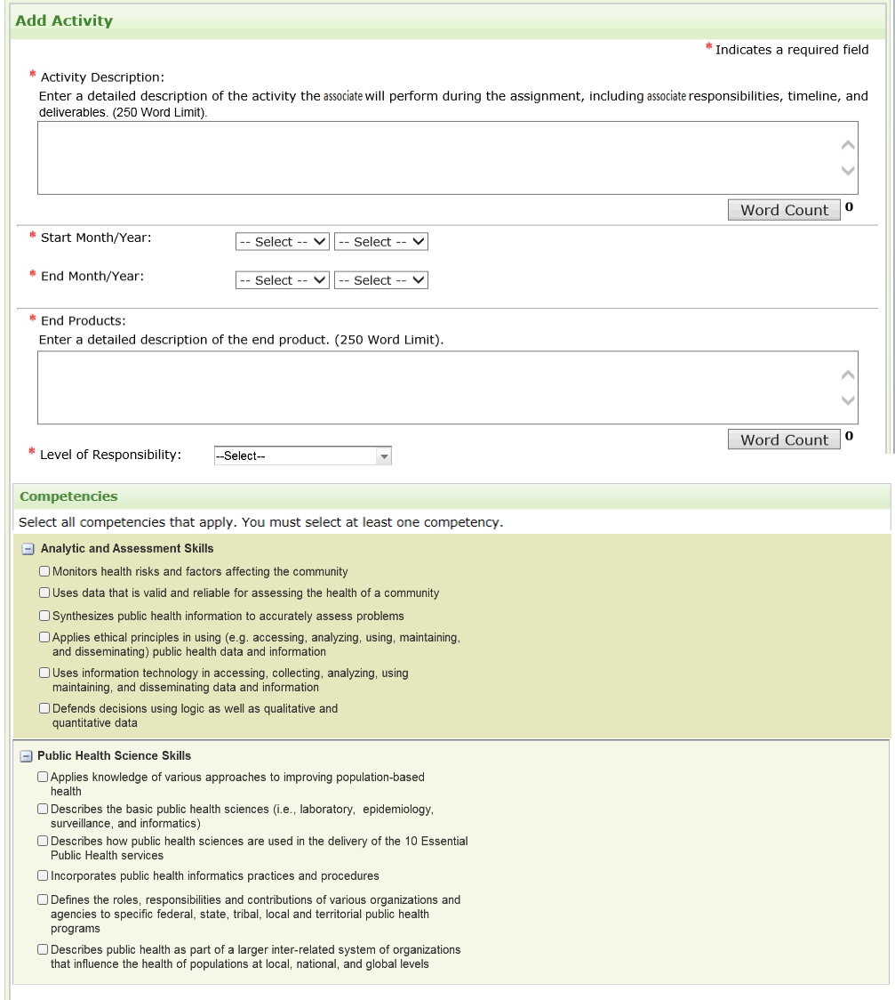 Add Activity
* Indicates a required field
* Activity Description:
Enter a detailed description of the activity the associate will perform during the assignment, including associate responsibilities, timeline, and
deliverables. (250 Word Limit).
Word Count 0
* Start Month/Year: -- Select -- -- Select --
* End Month/Year: -- Select -- -- Select --
* End Products:
Enter a detailed description of the end product. (250 Word Limit).
Word Count 0
* Level of Responsibility: --Select--
Competencies
Select all competencies that apply. You must select at least one competency.
Analytic and Assessment Skills
Monitors health risks and factors affecting the community
Uses data that is valid and reliable for assessing the health of a community
Synthesizes public health information to accurately assess problems
Applies ethical principles in using (e.g. accessing, analyzing, using, maintaining,
and disseminating) public health data and information
Uses information technology in accessing, collecting, analyzing, using
maintaining, and disseminating data and information
Defends decisions using logic as well as qualitative and
quantitative data
Public Health Science Skills
Applies knowledge of various approaches to improving population-based
health
Describes the basic public health sciences (i.e., laboratory, epidemiology,
surveillance, and informatics)
Describes how public health sciences are used in the delivery of the 10 Essential
Public Health services
Incorporates public health informatics practices and procedures
Defines the roles, responsibilities and contributions of various organizations and
agencies to specific federal, state, tribal, local and territorial public health
programs
Describes public health as part of a larger inter-related system of organizations
that influence the health of populations at local, national, and global levels